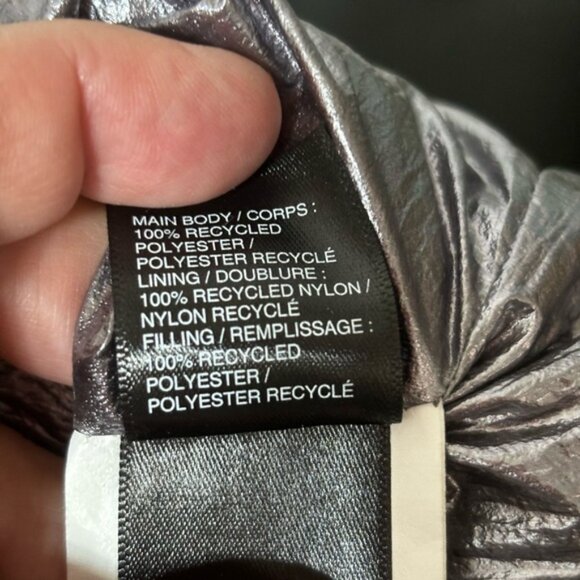 MAIN BODY / CORPS :
100% RECYCLED
POLYESTER /
POLYESTER RECYCLÉ
LINING / DOUBLURE :
100% RECYCLED NYLON /
NYLON RECYCLÉ
FILLING / REMPLISSAGE :
100% RECYCLED
POLYESTER /
POLYESTER RECYCLÉ